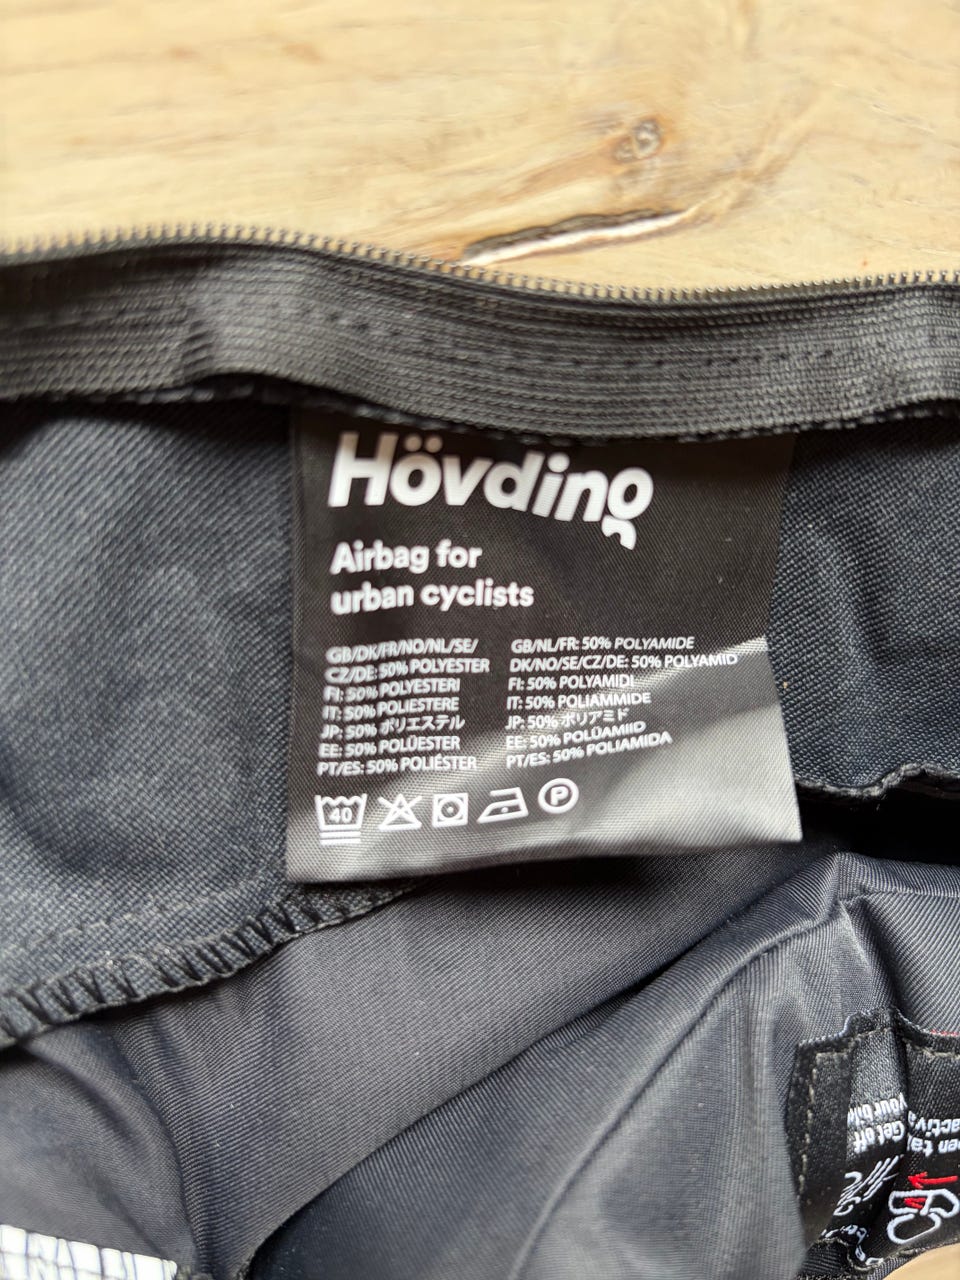 Hövding
Airbag for
urban cyclists
GB/DK/FR/NO/NL/SE/
CZ/DE: 50% POLYESTER
FI: 50% POLYESTERI
IT: 50% POLIESTERE
JP: 50% ポリエステル
EE: 50% POLÜESTER
PT/ES: 50% POLIÉSTER
GB/NL/FR: 50% POLYAMIDE
DK/NO/SE/CZ/DE: 50% POLYAMID
FI: 50% POLYAMIDI
IT: 50% POLIAMMIDE
JP: 50% ポリアミド
EE: 50% POLÜAMIID
PT/ES: 50% POLIAMIDA
40
P
Get off
your